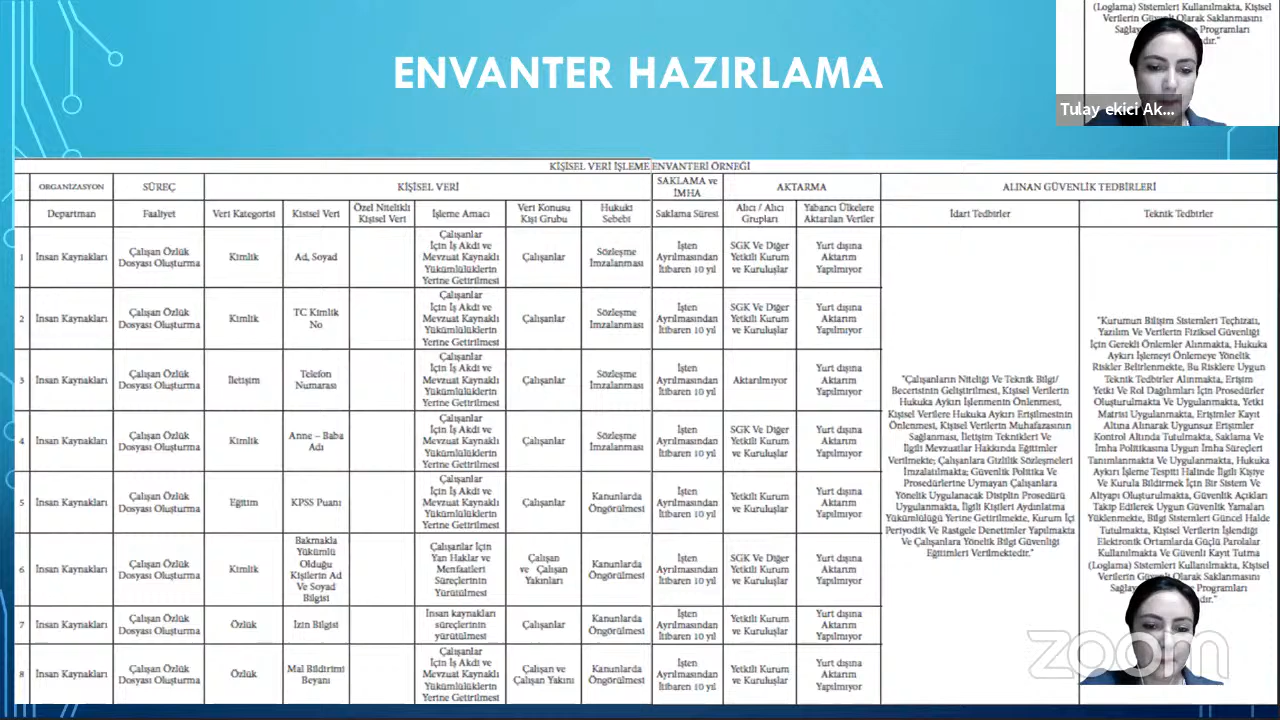 (Loglama) Sistemleri Kullanılmakta, Kişisel
Verilerin Güvenli Olarak Saklanmasını
Tulay ekici Ak...
ENVANTER HAZIRLAMA
KİŞİSEL VERİ İŞLEME ENVANTERİ ÖRNEĞİ
ORGANİZASYON SÜREÇ KİŞİSEL VERİ SAKLAMA ve İMHA AKTARMA ALINAN GÜVENLİK TEDBİRLERİ
Departman Faaliyet Veri Kategorisi Kişisel Veri Özel Nitelikli Kişisel Veri İşleme Amacı Veri Konusu Kişi Grubu Hukuki Sebebi Saklama Süresi Alıcı / Alıcı Grupları Yabancı Ülkelere Aktarılan Veriler İdari Tedbirler Teknik Tedbirler
1 İnsan Kaynakları Çalışan Özlük Dosyası Oluşturma Kimlik Ad, Soyad Çalışanlar İçin İş Akdi ve Mevzuat Kaynaklı Yükümlülüklerin Yerine Getirilmesi Çalışanlar Sözleşme İmzalanması İşten Ayrılmasından İtibaren 10 yıl SGK Ve Diğer Yetkili Kurum ve Kuruluşlar Yurt dışına Aktarım Yapılmıyor
2 İnsan Kaynakları Çalışan Özlük Dosyası Oluşturma Kimlik TC Kimlik No Çalışanlar İçin İş Akdi ve Mevzuat Kaynaklı Yükümlülüklerin Yerine Getirilmesi Çalışanlar Sözleşme İmzalanması İşten Ayrılmasından İtibaren 10 yıl SGK Ve Diğer Yetkili Kurum ve Kuruluşlar Yurt dışına Aktarım Yapılmıyor
3 İnsan Kaynakları Çalışan Özlük Dosyası Oluşturma İletişim Telefon Numarası Çalışanlar İçin İş Akdi ve Mevzuat Kaynaklı Yükümlülüklerin Yerine Getirilmesi Çalışanlar Sözleşme İmzalanması İşten Ayrılmasından İtibaren 10 yıl Aktarılmıyor Yurt dışına Aktarım Yapılmıyor
4 İnsan Kaynakları Çalışan Özlük Dosyası Oluşturma Kimlik Anne – Baba Adı Çalışanlar İçin İş Akdi ve Mevzuat Kaynaklı Yükümlülüklerin Yerine Getirilmesi Çalışanlar Sözleşme İmzalanması İşten Ayrılmasından İtibaren 10 yıl SGK Ve Diğer Yetkili Kurum ve Kuruluşlar Yurt dışına Aktarım Yapılmıyor
5 İnsan Kaynakları Çalışan Özlük Dosyası Oluşturma Eğitim KPSS Puanı Çalışanlar İçin İş Akdi ve Mevzuat Kaynaklı Yükümlülüklerin Yerine Getirilmesi Çalışanlar Kanunlarda Öngörülmesi İşten Ayrılmasından İtibaren 10 yıl Yetkili Kurum ve Kuruluşlar Yurt dışına Aktarım Yapılmıyor
6 İnsan Kaynakları Çalışan Özlük Dosyası Oluşturma Kimlik Bakmakla Yükümlü Olduğu Kişilerin Ad Ve Soyad Bilgisi Çalışanlar İçin Yan Haklar ve Menfaatleri Süreçlerinin Yürütülmesi Çalışan ve Çalışan Yakınları Kanunlarda Öngörülmesi İşten Ayrılmasından İtibaren 10 yıl SGK Ve Diğer Yetkili Kurum ve Kuruluşlar Yurt dışına Aktarım Yapılmıyor
7 İnsan Kaynakları Çalışan Özlük Dosyası Oluşturma Özlük İzin Bilgisi İnsan kaynakları süreçlerinin yürütülmesi Çalışanlar Kanunlarda Öngörülmesi İşten Ayrılmasından İtibaren 10 yıl Yetkili Kurum ve Kuruluşlar Yurt dışına Aktarım Yapılmıyor
8 İnsan Kaynakları Çalışan Özlük Dosyası Oluşturma Özlük Mal Bildirimi Beyanı Çalışanlar İçin İş Akdi ve Mevzuat Kaynaklı Yükümlülüklerin Yerine Getirilmesi Çalışan ve Çalışan Yakını Kanunlarda Öngörülmesi İşten Ayrılmasından İtibaren 10 yıl Yetkili Kurum ve Kuruluşlar Yurt dışına Aktarım Yapılmıyor
"Çalışanların Niteliği Ve Teknik Bilgi/
Becerisinin Geliştirilmesi, Kişisel Verilerin
Hukuka Aykırı İşlenmenin Önlenmesi,
Kişisel Verilere Hukuka Aykırı Erişilmesinin
Önlenmesi, Kişisel Verilerin Muhafazasının
Sağlanması, İletişim Teknikleri Ve
İlgili Mevzuatlar Hakkında Eğitimler
Verilmekte; Çalışanlara Gizlilik Sözleşmeleri
İmzalatılmakta; Güvenlik Politika Ve
Prosedürlerine Uymayan Çalışanlara
Yönelik Uygulanacak Disiplin Prosedürü
Uygulanmakta, İlgili Kişileri Aydınlatma
Yükümlülüğü Yerine Getirilmekte, Kurum İçi
Periyodik Ve Rastgele Denetimler Yapılmakta
Ve Çalışanlara Yönelik Bilgi Güvenliği
Eğitimleri Verilmektedir."
"Kurumun Bilişim Sistemleri Teçhizatı,
Yazılım Ve Verilerin Fiziksel Güvenliği
İçin Gerekli Önlemler Alınmakta, Hukuka
Aykırı İşlemeyi Önlemeye Yönelik
Riskler Belirlenmekte, Bu Risklere Uygun
Teknik Tedbirler Alınmakta, Erişim
Yetki Ve Rol Dağılımları İçin Prosedürler
Oluşturulmakta Ve Uygulanmakta, Yetki
Matrisi Uygulanmakta, Erişimler Kayıt
Altına Alınarak Uygunsuz Erişimler
Kontrol Altında Tutulmakta, Saklama Ve
İmha Politikasına Uygun İmha Süreçleri
Tanımlanmakta Ve Uygulanmakta, Hukuka
Aykırı İşleme Tespiti Halinde İlgili Kişiye
Ve Kurula Bildirmek İçin Bir Sistem Ve
Altyapı Oluşturulmakta, Güvenlik Açıkları
Takip Edilerek Uygun Güvenlik Yamaları
Yüklenmekte, Bilgi Sistemleri Güncel Halde
Tutulmakta, Kişisel Verilerin İşlendiği
Elektronik Ortamlarda Güçlü Parolalar
Kullanılmakta Ve Güvenli Kayıt Tutma
(Loglama) Sistemleri Kullanılmakta, Kişisel
Verilerin Güvenli Olarak Saklanmasını
Programları
zoom